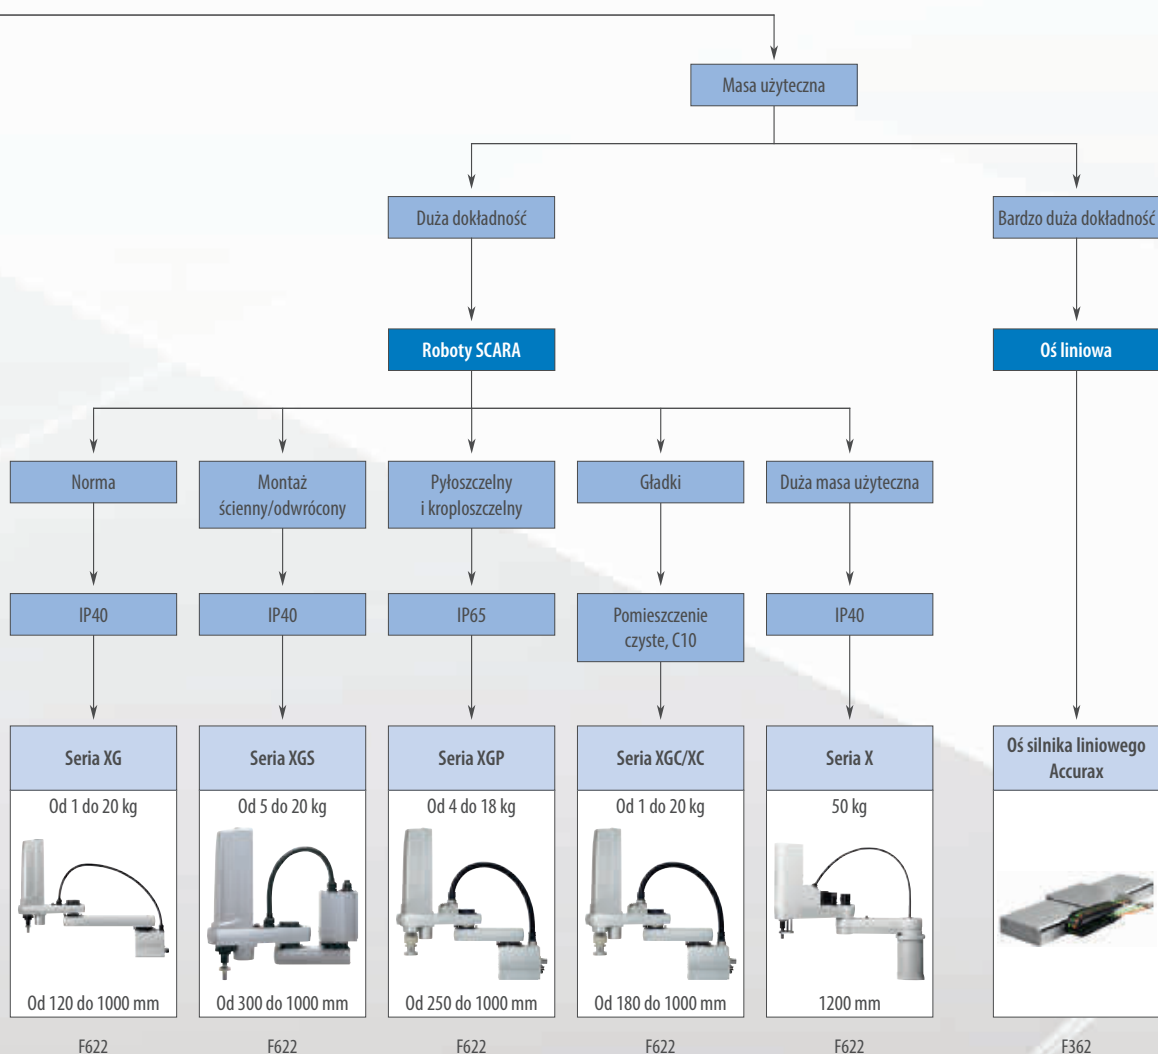 Masa użyteczna
Duża dokładność
Bardzo duża dokładność
Roboty SCARA
Oś liniowa
Norma
Montaż
ścienny/odwrócony
Pyłoszczelny
i kroploszczelny
Gładki
Duża masa użyteczna
IP40
IP40
IP65
Pomieszczenie
czyste, C10
IP40
Seria XG
Seria XGS
Seria XGP
Seria XGC/XC
Seria X
Oś silnika liniowego
Accurax
Od 1 do 20 kg
Od 5 do 20 kg
Od 4 do 18 kg
Od 1 do 20 kg
50 kg
Od 120 do 1000 mm
Od 300 do 1000 mm
Od 250 do 1000 mm
Od 180 do 1000 mm
1200 mm
F622
F622
F622
F622
F622
F362